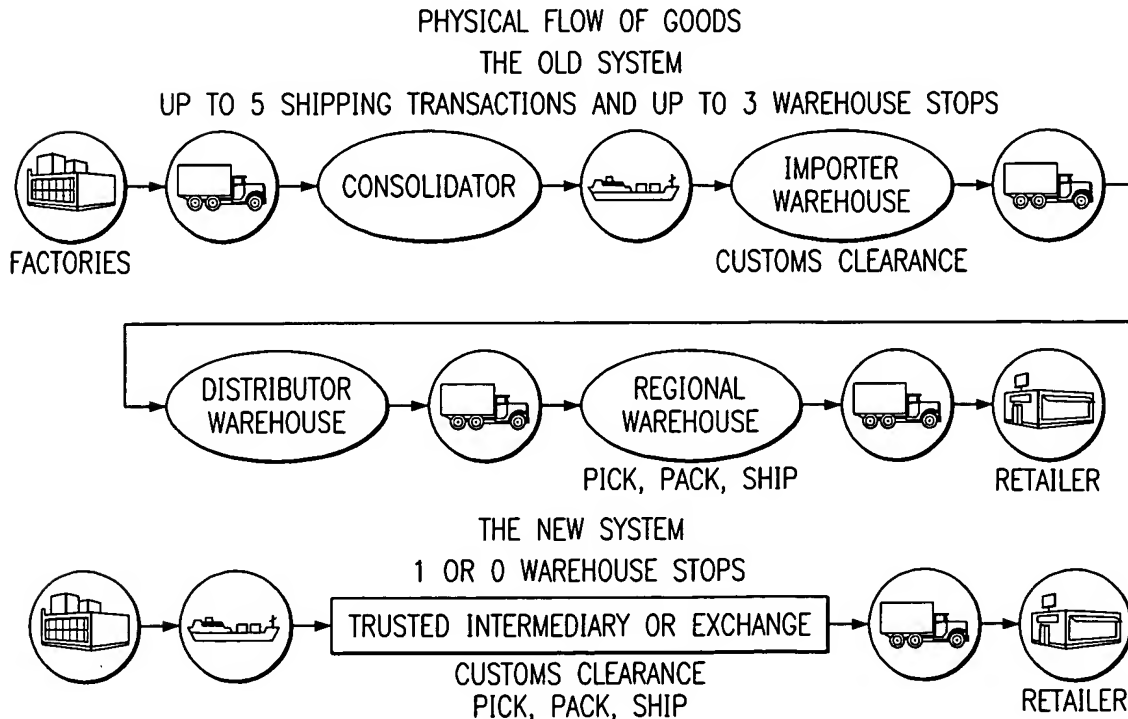 PHYSICAL FLOW OF GOODS
THE OLD SYSTEM
UP TO 5 SHIPPING TRANSACTIONS AND UP TO 3 WAREHOUSE STOPS
CONSOLIDATOR
IMPORTER
WAREHOUSE
FACTORIES
CUSTOMS CLEARANCE
DISTRIBUTOR
WAREHOUSE
REGIONAL
WAREHOUSE
PICK, PACK, SHIP
RETAILER
THE NEW SYSTEM
1 OR 0 WAREHOUSE STOPS
TRUSTED INTERMEDIARY OR EXCHANGE
CUSTOMS CLEARANCE
PICK, PACK, SHIP
RETAILER